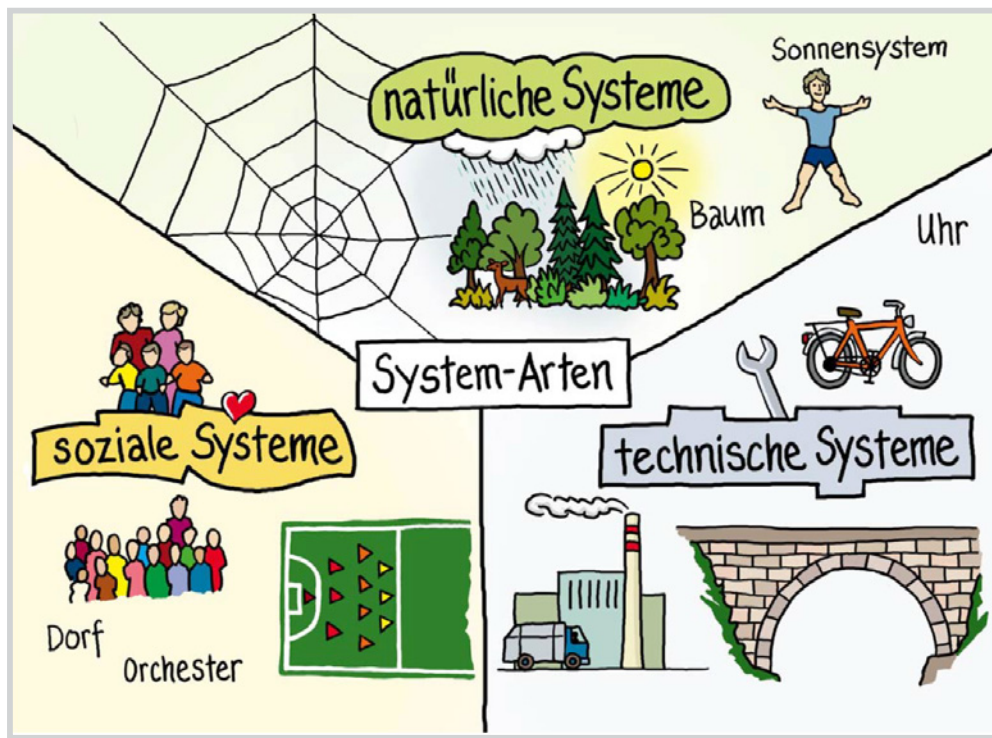 Sonnensystem
natürliche Systeme
Baum
Uhr
System-Arten
soziale Systeme
technische Systeme
Dorf
Orchester